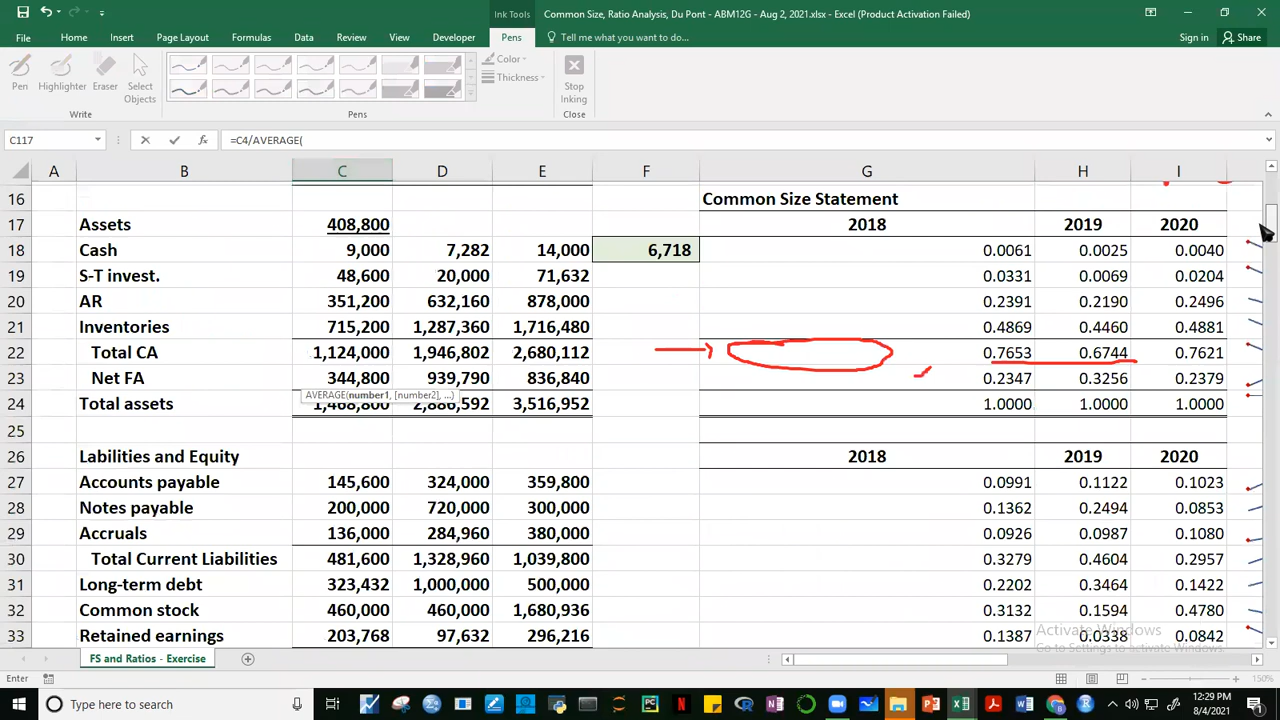 Ink Tools
Common Size, Ratio Analysis, Du Pont - ABM12G - Aug 2, 2021.xlsx - Excel (Product Activation Failed)
File Home Insert Page Layout Formulas Data Review View Developer Pens Tell me what you want to do... Sign in Share
Pen Highlighter Eraser Select Objects Color Thickness Stop Inking
Write Pens Close
C117 fx =C4/AVERAGE(
A B C D E F G H I
16 Common Size Statement
17 Assets 408,800 2018 2019 2020
18 Cash 9,000 7,282 14,000 6,718 0.0061 0.0025 0.0040
19 S-T invest. 48,600 20,000 71,632 0.0331 0.0069 0.0204
20 AR 351,200 632,160 878,000 0.2391 0.2190 0.2496
21 Inventories 715,200 1,287,360 1,716,480 0.4869 0.4460 0.4881
22 Total CA 1,124,000 1,946,802 2,680,112 0.7653 0.6744 0.7621
23 Net FA 344,800 939,790 836,840 0.2347 0.3256 0.2379
AVERAGE(number1, [number2], ...)
24 Total assets 1,468,800 2,886,592 3,516,952 1.0000 1.0000 1.0000
25
26 Labilities and Equity 2018 2019 2020
27 Accounts payable 145,600 324,000 359,800 0.0991 0.1122 0.1023
28 Notes payable 200,000 720,000 300,000 0.1362 0.2494 0.0853
29 Accruals 136,000 284,960 380,000 0.0926 0.0987 0.1080
30 Total Current Liabilities 481,600 1,328,960 1,039,800 0.3279 0.4604 0.2957
31 Long-term debt 323,432 1,000,000 500,000 0.2202 0.3464 0.1422
32 Common stock 460,000 460,000 1,680,936 0.3132 0.1594 0.4780
33 Retained earnings 203,768 97,632 296,216 0.1387 0.0338 0.0842
Activate Windows
Go to Settings to activate Windows.
FS and Ratios - Exercise
Enter 150%
Type here to search
12:29 PM
8/4/2021